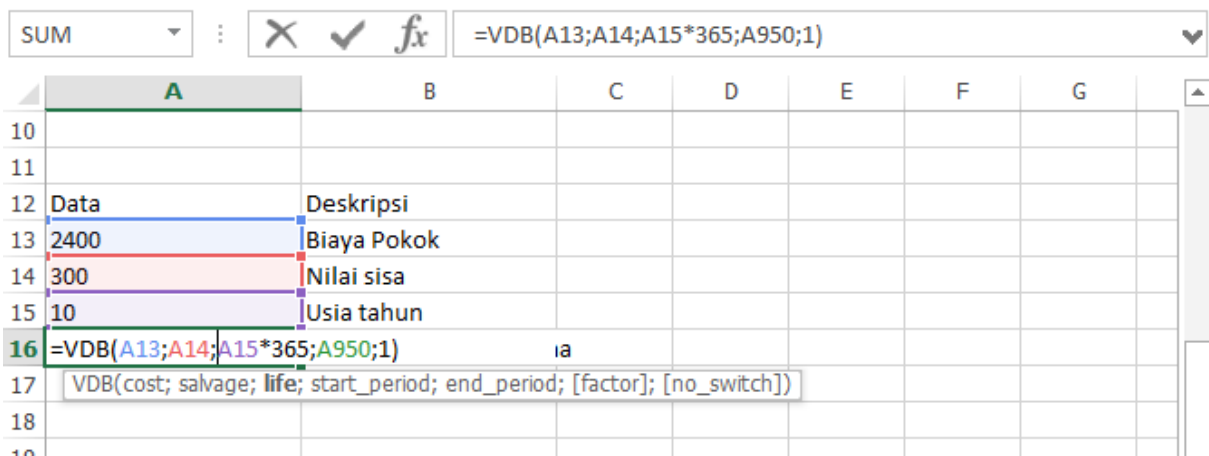 SUM fx =VDB(A13;A14;A15*365;A950;1)
A B C D E F G
10
11
12 Data Deskripsi
13 2400 Biaya Pokok
14 300 Nilai sisa
15 10 Usia tahun
16 =VDB(A13;A14;A15*365;A950;1)
17 VDB(cost; salvage; life; start_period; end_period; [factor]; [no_switch])
18